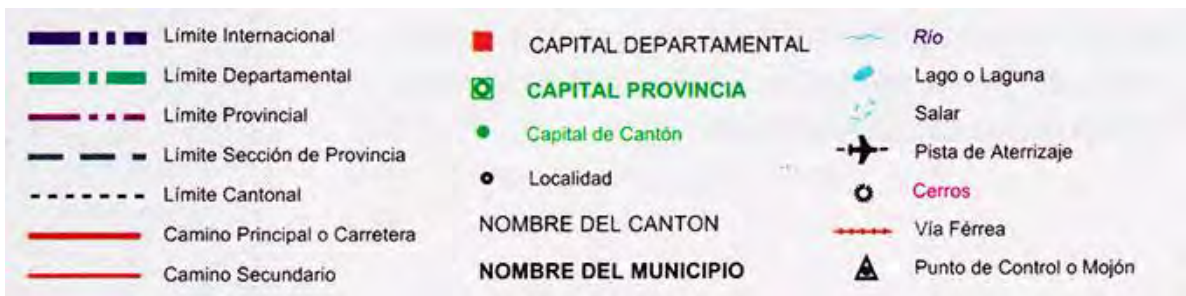 Límite Internacional
Límite Departamental
Límite Provincial
Límite Sección de Provincia
Límite Cantonal
Camino Principal o Carretera
Camino Secundario
CAPITAL DEPARTAMENTAL
CAPITAL PROVINCIA
Capital de Cantón
Localidad
NOMBRE DEL CANTON
NOMBRE DEL MUNICIPIO
Rio
Lago o Laguna
Salar
Pista de Aterrizaje
Cerros
Vía Férrea
Punto de Control o Mojón